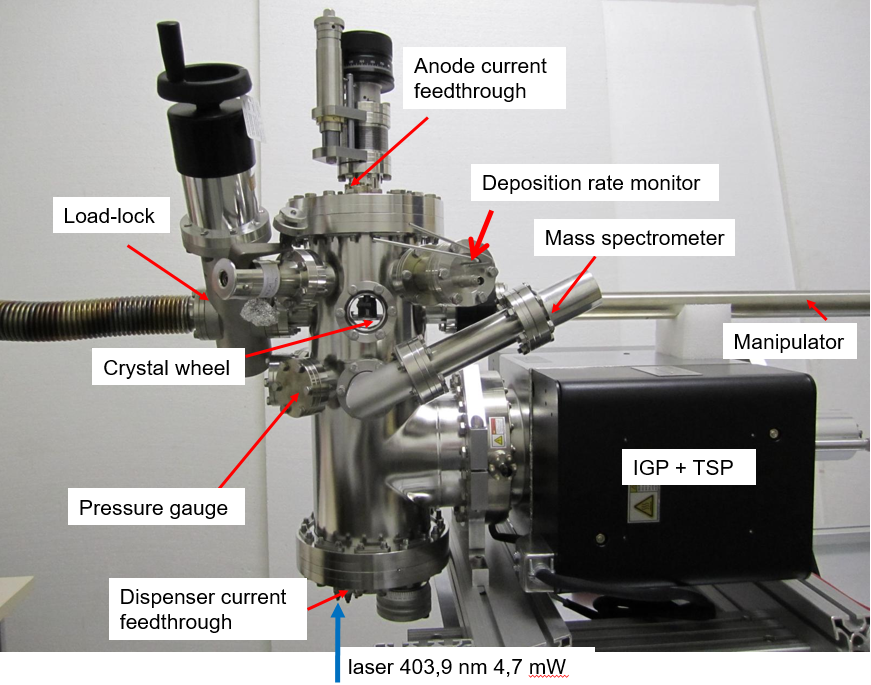 Anode current
feedthrough
Deposition rate monitor
Load-lock
Mass spectrometer
Manipulator
Crystal wheel
IGP + TSP
Pressure gauge
Dispenser current
feedthrough
laser 403,9 nm 4,7 mW